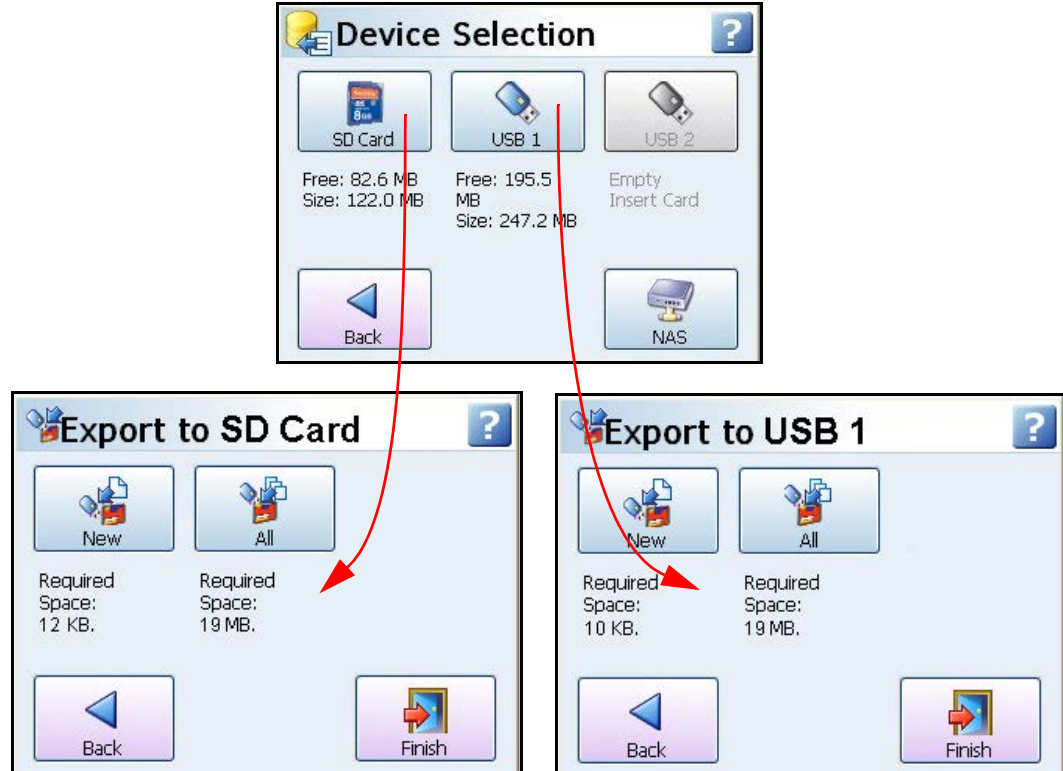 Device Selection
?
SanDisk
8GB
SD Card
USB 1
USB 2
Free: 82.6 MB
Size: 122.0 MB
Free: 195.5
MB
Size: 247.2 MB
Empty
Insert Card
Back
NAS
Export to SD Card
?
New
All
Required
Space:
12 KB.
Required
Space:
19 MB.
Back
Finish
Export to USB 1
?
New
All
Required
Space:
10 KB.
Required
Space:
19 MB.
Back
Finish